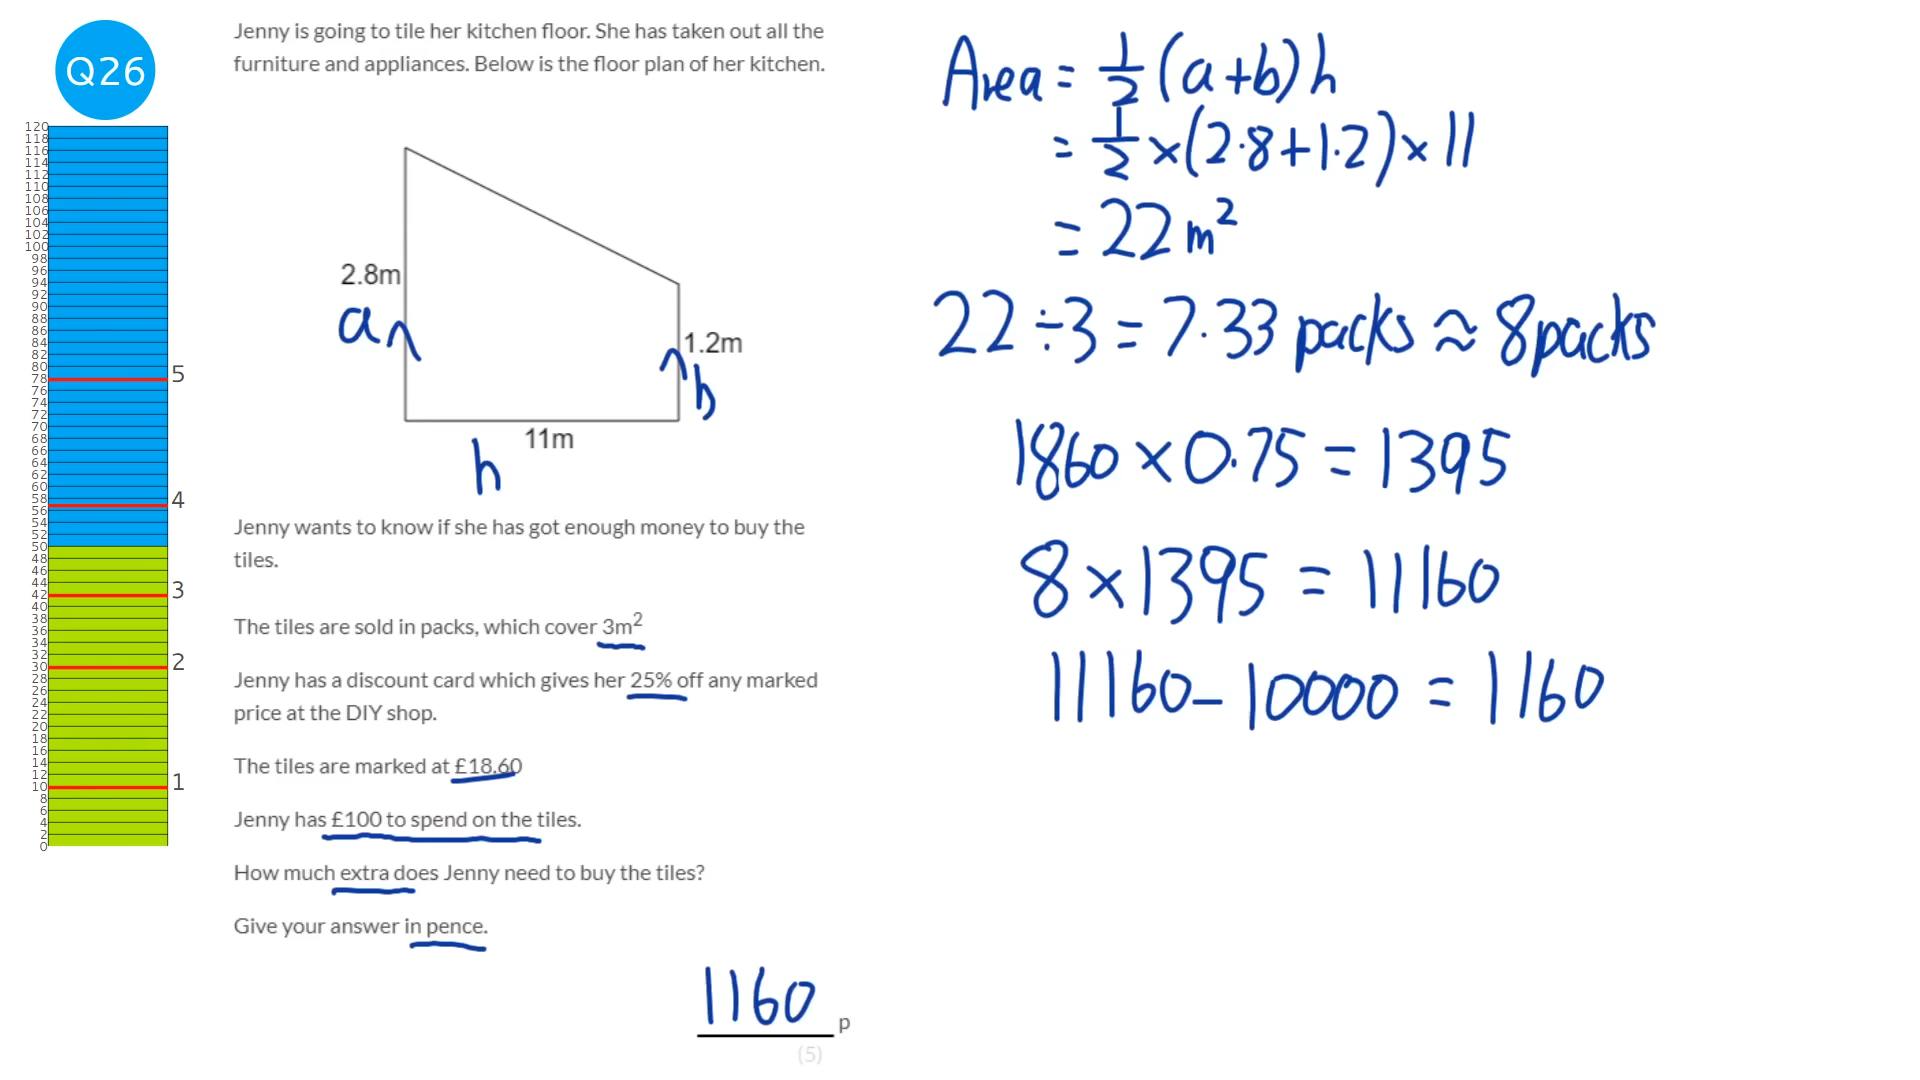 Q26
120
118
116
114
112
110
108
106
104
102
100
98
96
94
92
90
88
86
84
82
80
78
76
74
72
70
68
66
64
62
60
58
56
54
52
50
48
46
44
42
40
38
36
34
32
30
28
26
24
22
20
18
16
14
12
10
8
6
4
2
0
5
4
3
2
1
Jenny is going to tile her kitchen floor. She has taken out all the
furniture and appliances. Below is the floor plan of her kitchen.
2.8m
a
1.2m
b
11m
h
Jenny wants to know if she has got enough money to buy the
tiles.
The tiles are sold in packs, which cover 3m²
Jenny has a discount card which gives her 25% off any marked
price at the DIY shop.
The tiles are marked at £18.60
Jenny has £100 to spend on the tiles.
How much extra does Jenny need to buy the tiles?
Give your answer in pence.
1160 p
(5)
Area = ½ (a+b) h
= ½ × (2.8+1.2) × 11
= 22 m²
22 ÷ 3 = 7.33 packs ≈ 8 packs
1860 × 0.75 = 1395
8 × 1395 = 11160
11160 - 10000 = 1160